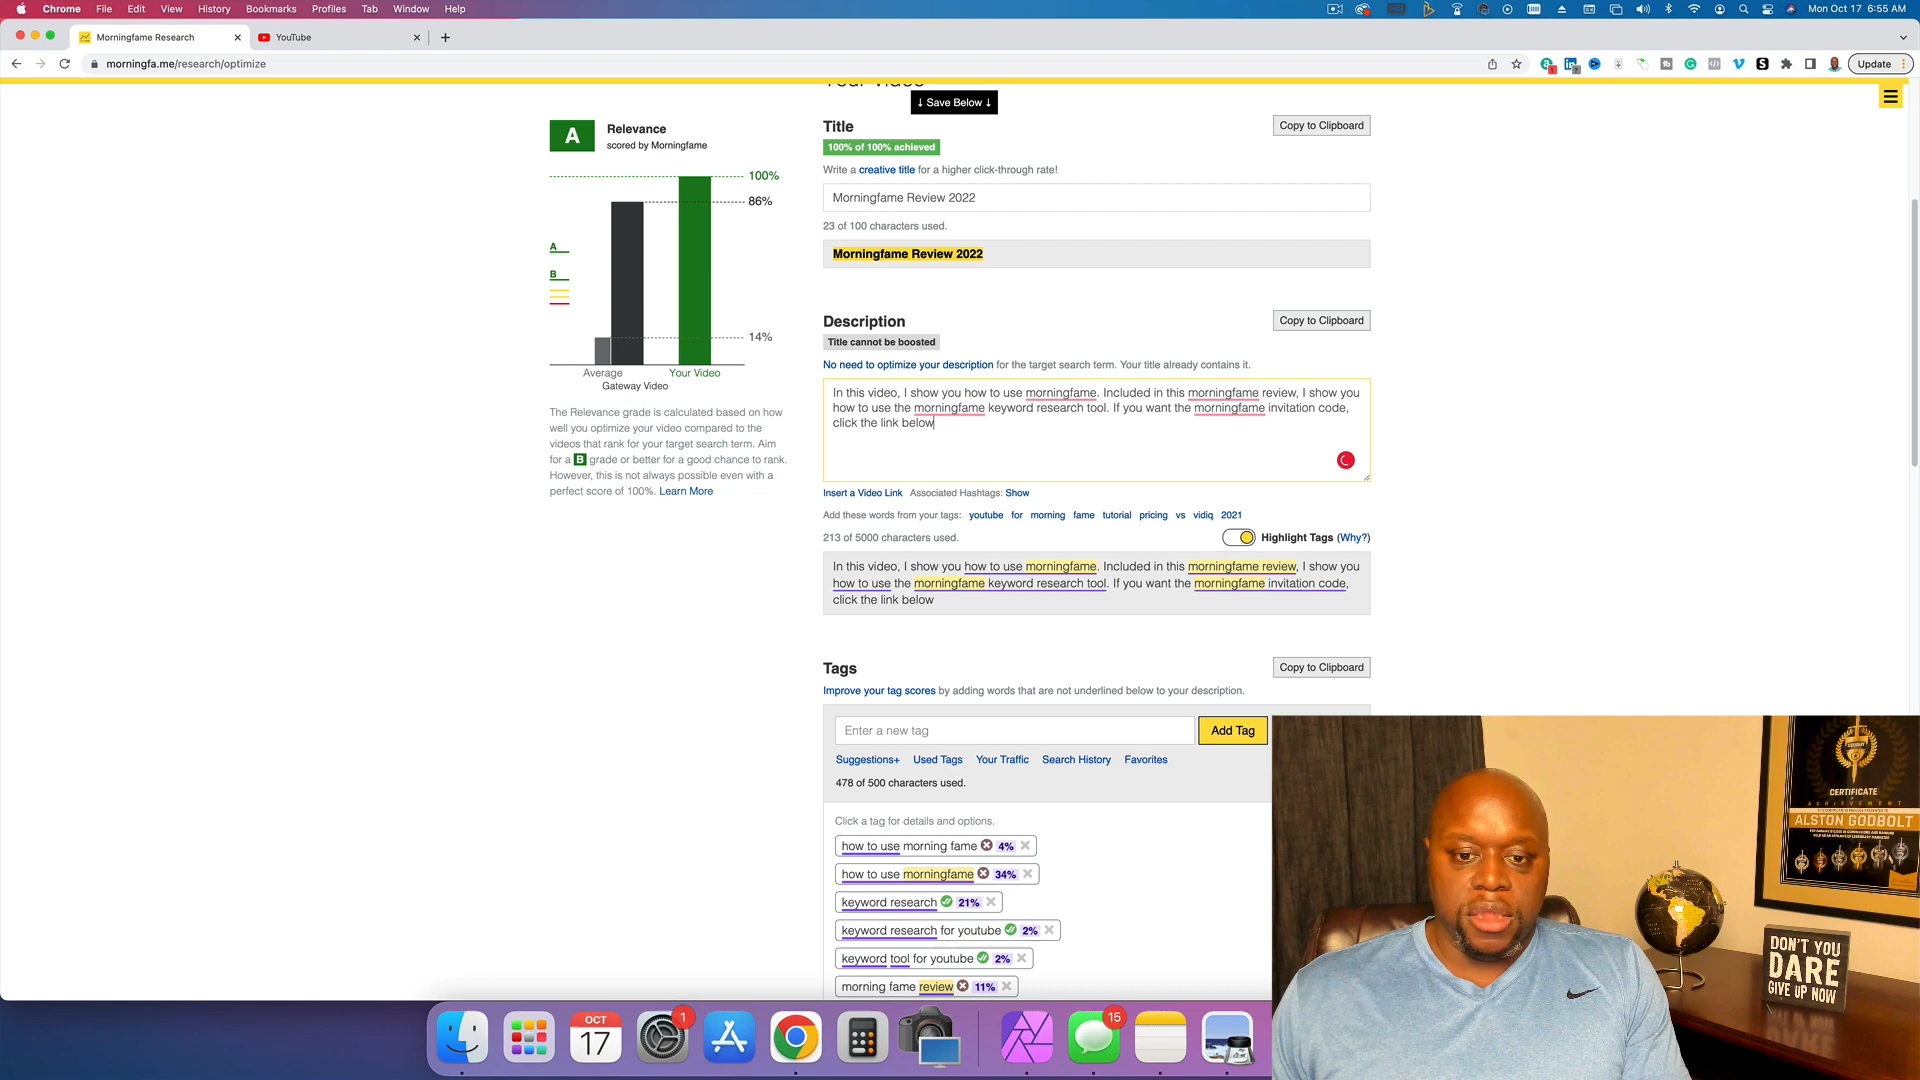 Chrome File Edit View History Bookmarks Profiles Tab Window Help
Mon Oct 17 6:55 AM
Morningfame Research
YouTube
morningfa.me/research/optimize
Update
↓ Save Below ↓
A
Relevance
scored by Morningfame
100%
86%
A
B
14%
Average
Your Video
Gateway Video
The Relevance grade is calculated based on how
well you optimize your video compared to the
videos that rank for your target search term. Aim
for a B grade or better for a good chance to rank.
However, this is not always possible even with a
perfect score of 100%. Learn More
Title
Copy to Clipboard
100% of 100% achieved
Write a creative title for a higher click-through rate!
Morningfame Review 2022
23 of 100 characters used.
Morningfame Review 2022
Description
Copy to Clipboard
Title cannot be boosted
No need to optimize your description for the target search term. Your title already contains it.
In this video, I show you how to use morningfame. Included in this morningfame review, I show you
how to use the morningfame keyword research tool. If you want the morningfame invitation code,
click the link below
Insert a Video Link Associated Hashtags: Show
Add these words from your tags: youtube for morning fame tutorial pricing vs vidiq 2021
213 of 5000 characters used.
Highlight Tags (Why?)
In this video, I show you how to use morningfame. Included in this morningfame review, I show you
how to use the morningfame keyword research tool. If you want the morningfame invitation code,
click the link below
Tags
Copy to Clipboard
Improve your tag scores by adding words that are not underlined below to your description.
Enter a new tag
Add Tag
Suggestions+ Used Tags Your Traffic Search History Favorites
478 of 500 characters used.
Click a tag for details and options.
how to use morning fame 4%
how to use morningfame 34%
keyword research 21%
keyword research for youtube 2%
keyword tool for youtube 2%
morning fame review 11%
OCT
17
1
15
CERTIFICATE
ACHIEVEMENT
ALSTON GODBOLT
DON'T YOU
DARE
GIVE UP NOW